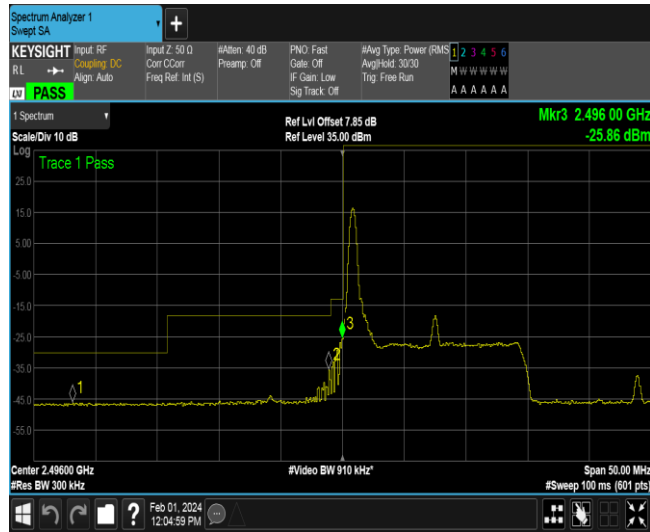 Spectrum Analyzer 1
Swept SA
+
KEYSIGHT
RL
LXI PASS
Input: RF
Coupling: DC
Align: Auto
Input Z: 50 Ω
Corr CCorr
Freq Ref: Int (S)
#Atten: 40 dB
Preamp: Off
PNO: Fast
Gate: Off
IF Gain: Low
Sig Track: Off
#Avg Type: Power (RMS
Avg|Hold: 30/30
Trig: Free Run
1 2 3 4 5 6
M W W W W W
A A A A A A
1 Spectrum
Scale/Div 10 dB
Ref Lvl Offset 7.85 dB
Ref Level 35.00 dBm
Mkr3 2.496 00 GHz
-25.86 dBm
Log
Trace 1 Pass
25.0
15.0
5.00
-5.00
-15.0
-25.0
-35.0
-45.0
-55.0
1
2
3
Center 2.49600 GHz
#Res BW 300 kHz
#Video BW 910 kHz*
Span 50.00 MHz
#Sweep 100 ms (601 pts)
?
Feb 01, 2024
12:04:59 PM